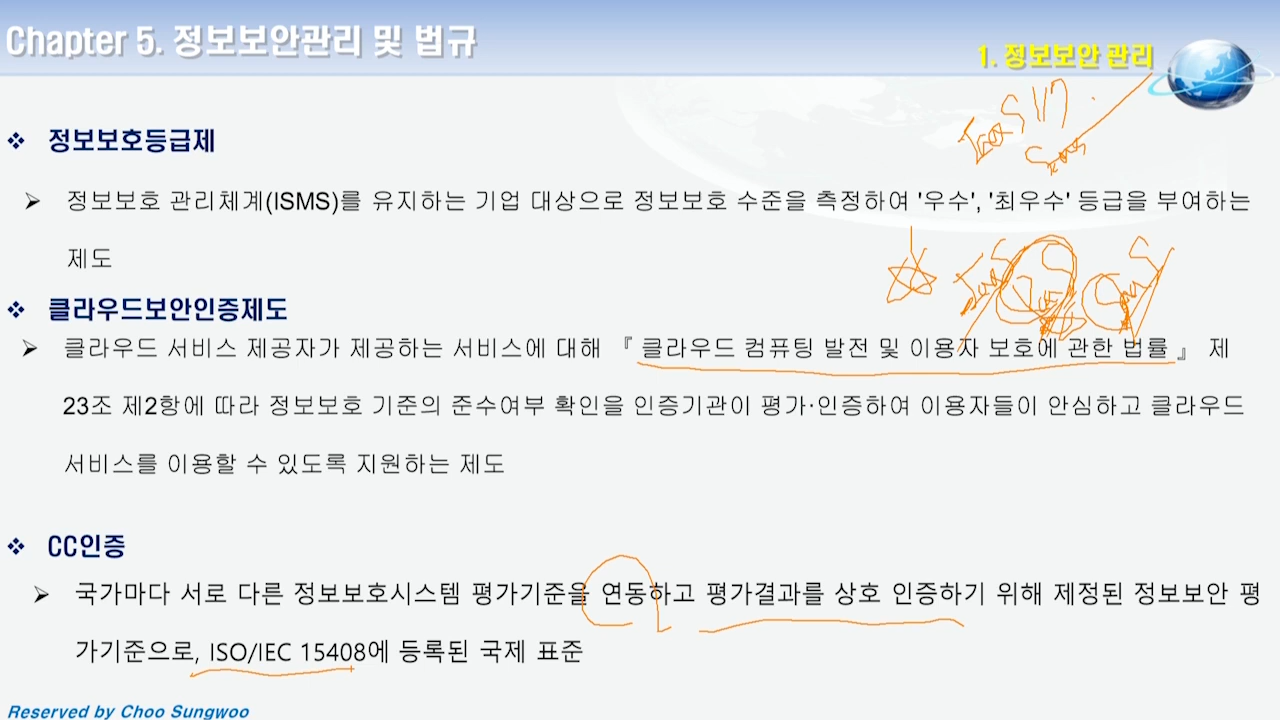 Chapter 5. 정보보안관리 및 법규
1. 정보보안 관리
❖ 정보보호등급제
➢ 정보보호 관리체계(ISMS)를 유지하는 기업 대상으로 정보보호 수준을 측정하여 '우수', '최우수' 등급을 부여하는
제도
❖ 클라우드보안인증제도
➢ 클라우드 서비스 제공자가 제공하는 서비스에 대해 『 클라우드 컴퓨팅 발전 및 이용자 보호에 관한 법률 』 제
23조 제2항에 따라 정보보호 기준의 준수여부 확인을 인증기관이 평가·인증하여 이용자들이 안심하고 클라우드
서비스를 이용할 수 있도록 지원하는 제도
❖ CC인증
➢ 국가마다 서로 다른 정보보호시스템 평가기준을 연동하고 평가결과를 상호 인증하기 위해 제정된 정보보안 평
가기준으로, ISO/IEC 15408에 등록된 국제 표준
Reserved by Choo Sungwoo